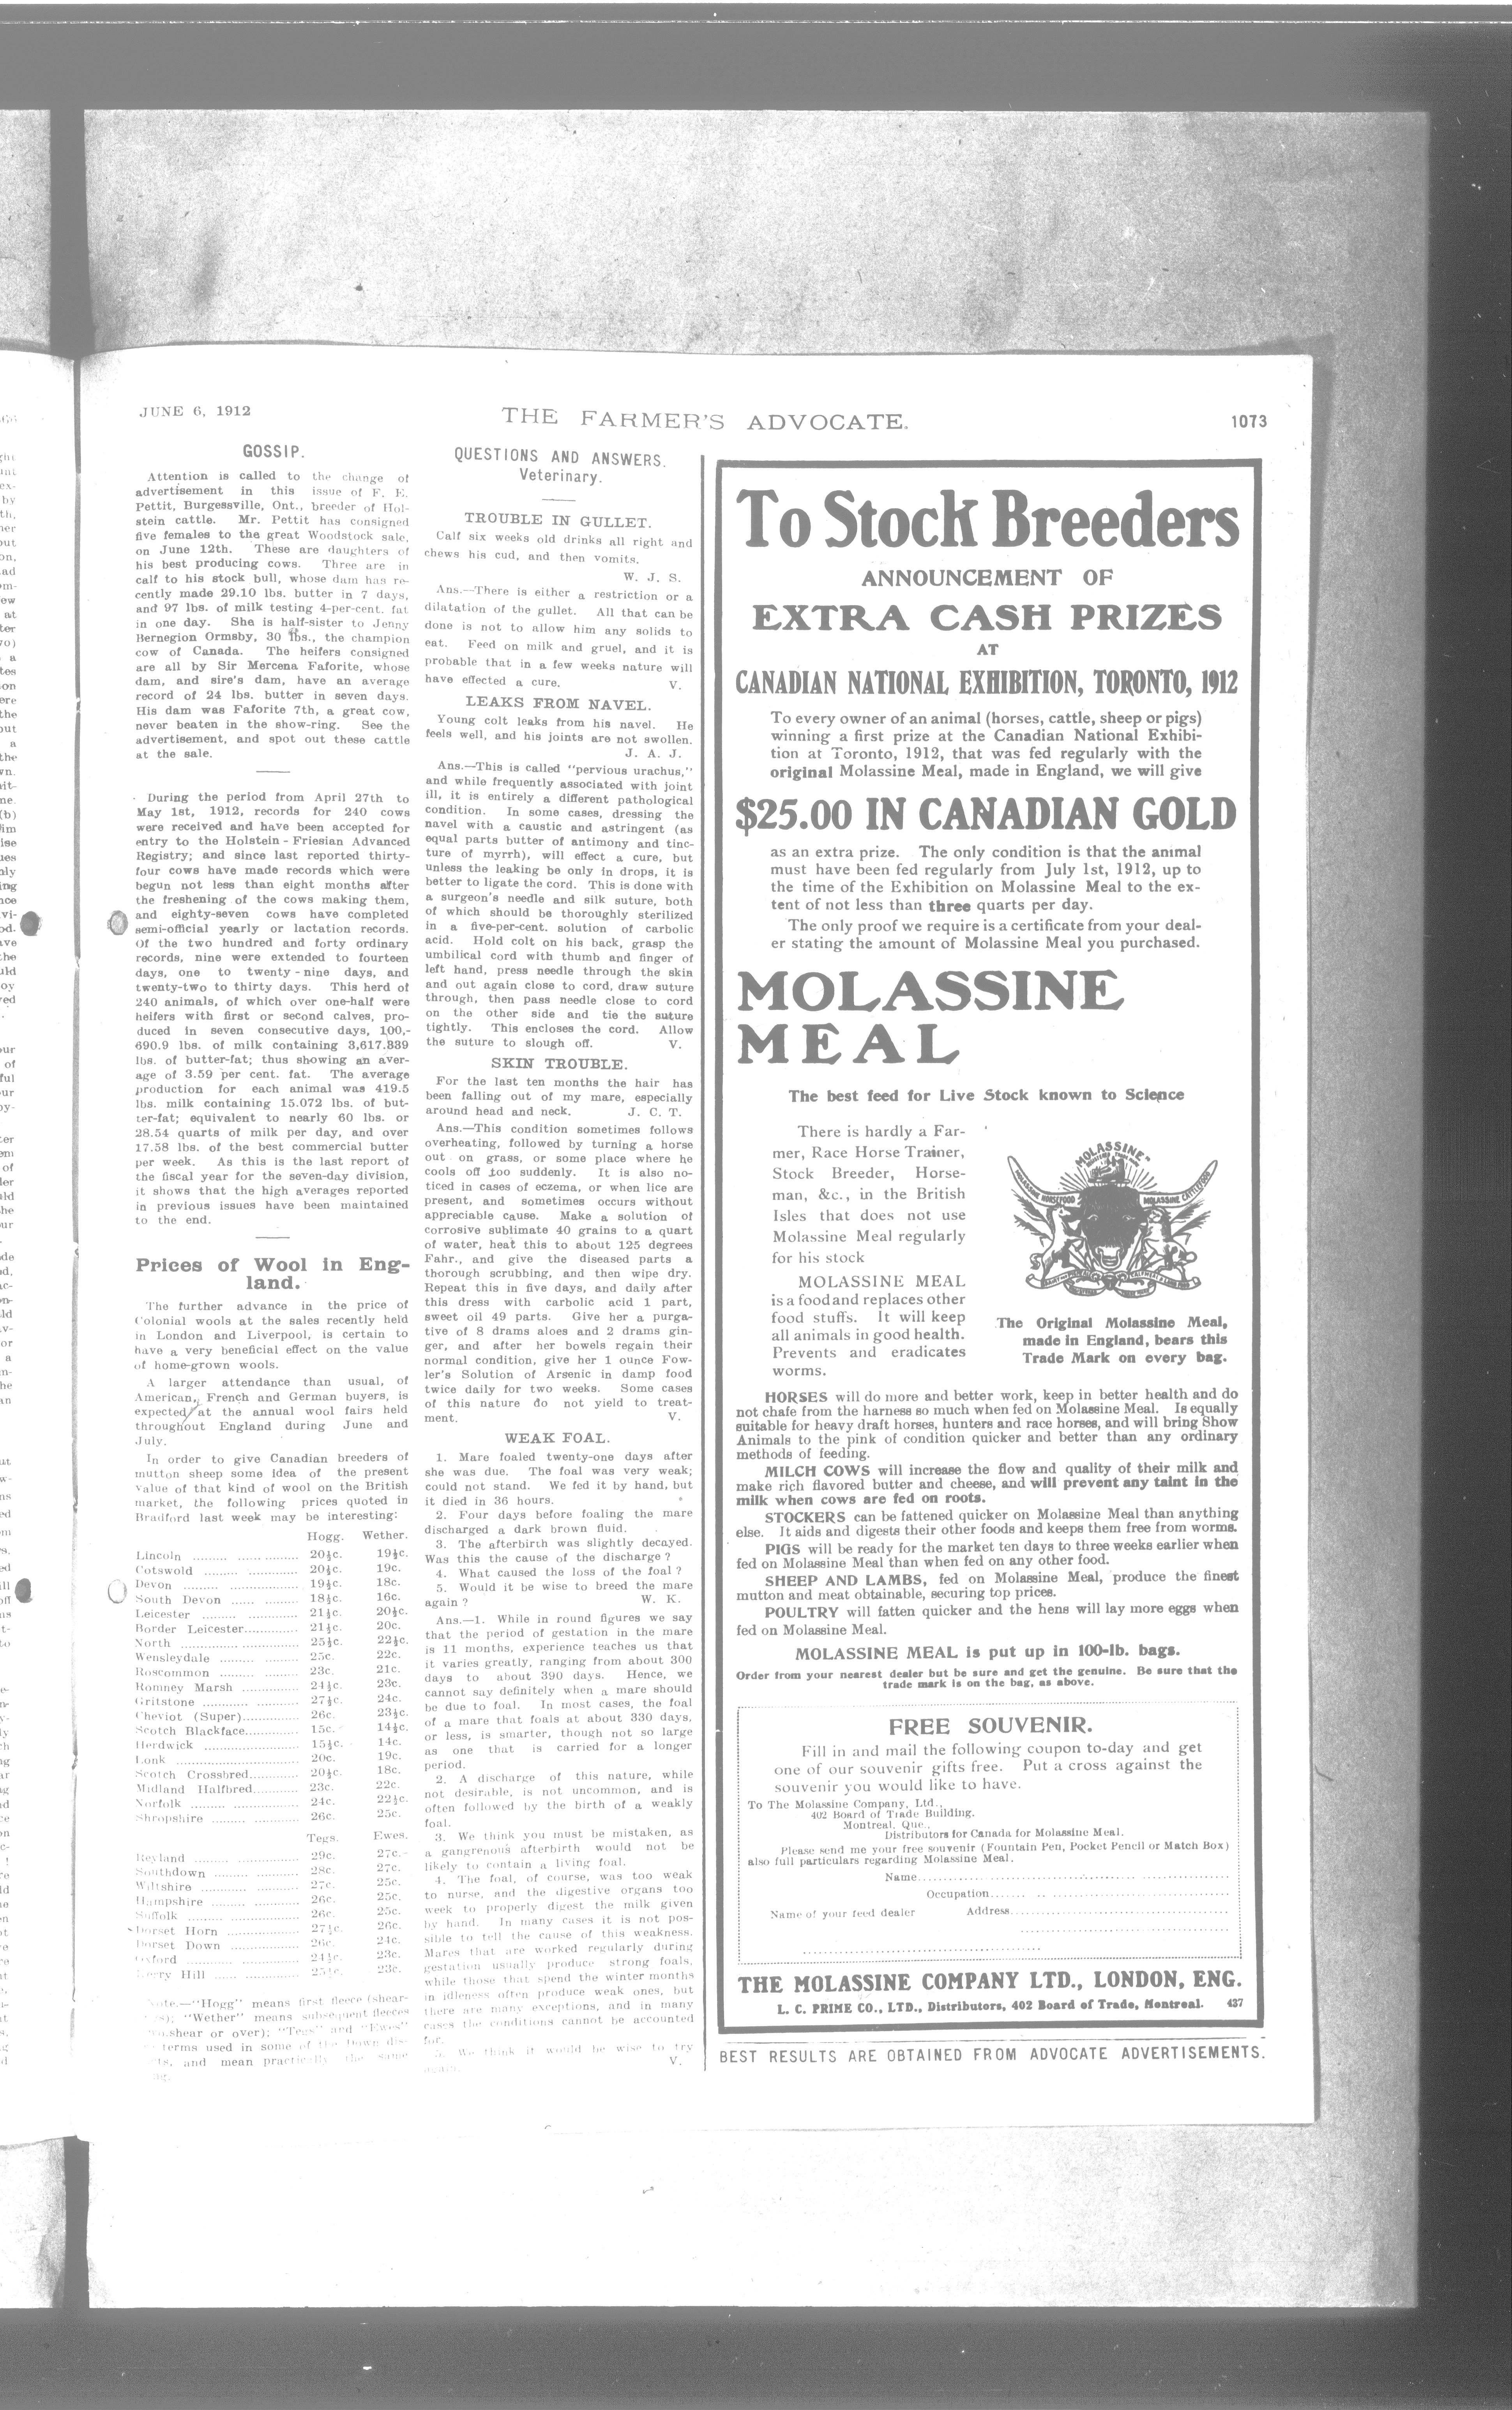 JUNE 6, 1912
THE FARMER'S ADVOCATE.
1073
GOSSIP.
Attention is called to the change of
advertisement in this issue of F. E.
Pettit, Burgessville, Ont., breeder of Hol-
stein cattle. Mr. Pettit has consigned
five females to the great Woodstock sale,
on June 12th. These are daughters of
his best producing cows. Three are in
calf to his stock bull, whose dam has re-
cently made 29.10 lbs. butter in 7 days,
and 97 lbs. of milk testing 4-per-cent. fat
in one day. She is half-sister to Jenny
Bernegion Ormsby, 30 lbs., the champion
cow of Canada. The heifers consigned
are all by Sir Mercena Faforite, whose
dam, and sire's dam, have an average
record of 24 lbs. butter in seven days.
His dam was Faforite 7th, a great cow,
never beaten in the show-ring. See the
advertisement, and spot out these cattle
at the sale.
During the period from April 27th to
May 1st, 1912, records for 240 cows
were received and have been accepted for
entry to the Holstein - Friesian Advanced
Registry; and since last reported thirty-
four cows have made records which were
begun not less than eight months after
the freshening of the cows making them,
and eighty-seven cows have completed
semi-official yearly or lactation records.
Of the two hundred and forty ordinary
records, nine were extended to fourteen
days, one to twenty - nine days, and
twenty-two to thirty days. This herd of
240 animals, of which over one-half were
heifers with first or second calves, pro-
duced in seven consecutive days, 100,-
690.9 lbs. of milk containing 3,617.839
lbs. of butter-fat; thus showing an aver-
age of 3.59 per cent. fat. The average
production for each animal was 419.5
lbs. milk containing 15.072 lbs. of but-
ter-fat; equivalent to nearly 60 lbs. or
28.54 quarts of milk per day, and over
17.58 lbs. of the best commercial butter
per week. As this is the last report of
the fiscal year for the seven-day division,
it shows that the high averages reported
in previous issues have been maintained
to the end.
Prices of Wool in Eng-
land.
The further advance in the price of
Colonial wools at the sales recently held
in London and Liverpool, is certain to
have a very beneficial effect on the value
of home-grown wools.
A larger attendance than usual, of
American, French and German buyers, is
expected at the annual wool fairs held
throughout England during June and
July.
In order to give Canadian breeders of
mutton sheep some idea of the present
value of that kind of wool on the British
market, the following prices quoted in
Bradford last week may be interesting:
Hogg. Wether.
Lincoln 20½c. 19½c.
Cotswold 20½c. 19c.
Devon 19½c. 18c.
South Devon 18½c. 16c.
Leicester 21½c. 20½c.
Border Leicester 21½c. 20c.
North 25½c. 22½c.
Wensleydale 25c. 22c.
Roscommon 23c. 21c.
Romney Marsh 24½c. 23c.
Gritstone 27½c. 24c.
Cheviot (Super) 26c. 23½c.
Scotch Blackface 15c. 14½c.
Herdwick 15½c. 14c.
Lonk 20c. 19c.
Scotch Crossbred 20½c. 18c.
Midland Halfbred 23c. 22c.
Norfolk 24c. 22½c.
Shropshire 26c. 25c.
Tegs. Ewes.
Ryeland 29c. 27c.
Southdown 28c. 27c.
Wiltshire 27c. 25c.
Hampshire 26c. 25c.
Suffolk 26c. 25c.
Dorset Horn 27½c. 26c.
Dorset Down 26c. 24c.
Oxford 24½c. 23c.
Kerry Hill 25½c. 23c.
Note.—"Hogg" means first fleece (shear-
"Wether" means subsequent fleeces
shear or over); "Tegs" and "Ewes"
terms used in some of the Down dis-
and mean practically the same
QUESTIONS AND ANSWERS.
Veterinary.
TROUBLE IN GULLET.
Calf six weeks old drinks all right and
chews his cud, and then vomits.
W. J. S.
Ans.—There is either a restriction or a
dilatation of the gullet. All that can be
done is not to allow him any solids to
eat. Feed on milk and gruel, and it is
probable that in a few weeks nature will
have effected a cure. V.
LEAKS FROM NAVEL.
Young colt leaks from his navel. He
feels well, and his joints are not swollen.
J. A. J.
Ans.—This is called "pervious urachus,"
and while frequently associated with joint
ill, it is entirely a different pathological
condition. In some cases, dressing the
navel with a caustic and astringent (as
equal parts butter of antimony and tinc-
ture of myrrh), will effect a cure, but
unless the leaking be only in drops, it is
better to ligate the cord. This is done with
a surgeon's needle and silk suture, both
of which should be thoroughly sterilized
in a five-per-cent. solution of carbolic
acid. Hold colt on his back, grasp the
umbilical cord with thumb and finger of
left hand, press needle through the skin
and out again close to cord, draw suture
through, then pass needle close to cord
on the other side and tie the suture
tightly. This encloses the cord. Allow
the suture to slough off. V.
SKIN TROUBLE.
For the last ten months the hair has
been falling out of my mare, especially
around head and neck. J. C. T.
Ans.—This condition sometimes follows
overheating, followed by turning a horse
out on grass, or some place where he
cools off too suddenly. It is also no-
ticed in cases of eczema, or when lice are
present, and sometimes occurs without
appreciable cause. Make a solution of
corrosive sublimate 40 grains to a quart
of water, heat this to about 125 degrees
Fahr., and give the diseased parts a
thorough scrubbing, and then wipe dry.
Repeat this in five days, and daily after
this dress with carbolic acid 1 part,
sweet oil 49 parts. Give her a purga-
tive of 8 drams aloes and 2 drams gin-
ger, and after her bowels regain their
normal condition, give her 1 ounce Fow-
ler's Solution of Arsenic in damp food
twice daily for two weeks. Some cases
of this nature do not yield to treat-
ment. V.
WEAK FOAL.
1. Mare foaled twenty-one days after
she was due. The foal was very weak;
could not stand. We fed it by hand, but
it died in 36 hours.
2. Four days before foaling the mare
discharged a dark brown fluid.
3. The afterbirth was slightly decayed.
Was this the cause of the discharge ?
4. What caused the loss of the foal ?
5. Would it be wise to breed the mare
again ? W. K.
Ans.—1. While in round figures we say
that the period of gestation in the mare
is 11 months, experience teaches us that
it varies greatly, ranging from about 300
days to about 390 days. Hence, we
cannot say definitely when a mare should
be due to foal. In most cases, the foal
of a mare that foals at about 330 days,
or less, is smarter, though not so large
as one that is carried for a longer
period.
2. A discharge of this nature, while
not desirable, is not uncommon, and is
often followed by the birth of a weakly
foal.
3. We think you must be mistaken, as
a gangrenous afterbirth would not be
likely to contain a living foal.
4. The foal, of course, was too weak
to nurse, and the digestive organs too
week to properly digest the milk given
by hand. In many cases it is not pos-
sible to tell the cause of this weakness.
Mares that are worked regularly during
gestation usually produce strong foals,
while those that spend the winter months
in idleness often produce weak ones, but
there are many exceptions, and in many
cases the conditions cannot be accounted
for.
5. We think it would be wise to try
again. V.
To Stock Breeders
ANNOUNCEMENT OF
EXTRA CASH PRIZES
AT
CANADIAN NATIONAL EXHIBITION, TORONTO, 1912
To every owner of an animal (horses, cattle, sheep or pigs)
winning a first prize at the Canadian National Exhibi-
tion at Toronto, 1912, that was fed regularly with the
original Molassine Meal, made in England, we will give
$25.00 IN CANADIAN GOLD
as an extra prize. The only condition is that the animal
must have been fed regularly from July 1st, 1912, up to
the time of the Exhibition on Molassine Meal to the ex-
tent of not less than three quarts per day.
The only proof we require is a certificate from your deal-
er stating the amount of Molassine Meal you purchased.
MOLASSINE
MEAL
The best feed for Live Stock known to Science
There is hardly a Far-
mer, Race Horse Trainer,
Stock Breeder, Horse-
man, &c., in the British
Isles that does not use
Molassine Meal regularly
for his stock
MOLASSINE MEAL
is a food and replaces other
food stuffs. It will keep
all animals in good health.
Prevents and eradicates
worms.
MOLASSINE
MOLASSINE HORSEFOOD
MOLASSINE CATTLEFOOD
The Original Molassine Meal,
made in England, bears this
Trade Mark on every bag.
HORSES will do more and better work, keep in better health and do
not chafe from the harness so much when fed on Molassine Meal. Is equally
suitable for heavy draft horses, hunters and race horses, and will bring Show
Animals to the pink of condition quicker and better than any ordinary
methods of feeding.
MILCH COWS will increase the flow and quality of their milk and
make rich flavored butter and cheese, and will prevent any taint in the
milk when cows are fed on roots.
STOCKERS can be fattened quicker on Molassine Meal than anything
else. It aids and digests their other foods and keeps them free from worms.
PIGS will be ready for the market ten days to three weeks earlier when
fed on Molassine Meal than when fed on any other food.
SHEEP AND LAMBS, fed on Molassine Meal, produce the finest
mutton and meat obtainable, securing top prices.
POULTRY will fatten quicker and the hens will lay more eggs when
fed on Molassine Meal.
MOLASSINE MEAL is put up in 100-lb. bags.
Order from your nearest dealer but be sure and get the genuine. Be sure that the
trade mark is on the bag, as above.
FREE SOUVENIR.
Fill in and mail the following coupon to-day and get
one of our souvenir gifts free. Put a cross against the
souvenir you would like to have.
To The Molassine Company, Ltd.,
402 Board of Trade Building.
Montreal, Que.,
Distributors for Canada for Molassine Meal.
Please send me your free souvenir (Fountain Pen, Pocket Pencil or Match Box)
also full particulars regarding Molassine Meal.
Name
Occupation
Name of your feed dealer Address
THE MOLASSINE COMPANY LTD., LONDON, ENG.
L. C. PRIME CO., LTD., Distributors, 402 Board of Trade, Montreal. 437
BEST RESULTS ARE OBTAINED FROM ADVOCATE ADVERTISEMENTS.